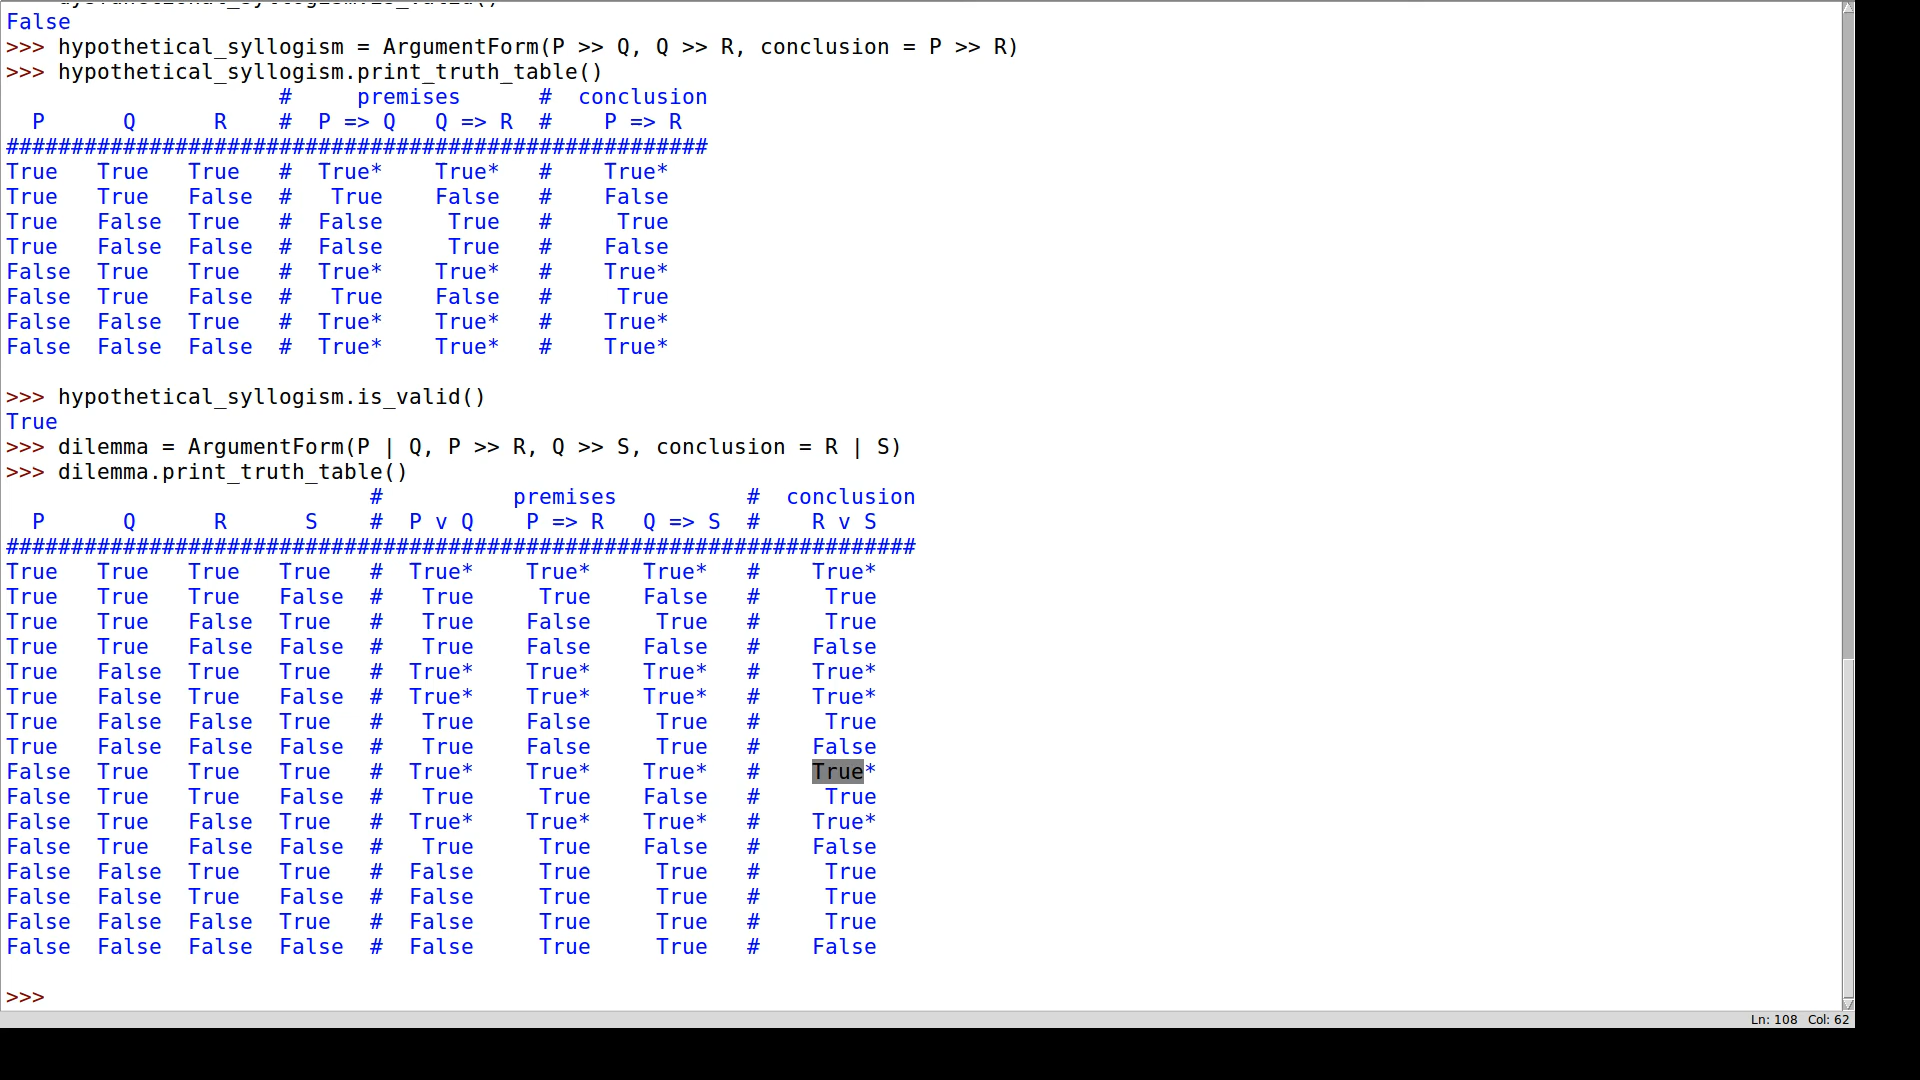 dysfunctional_syllogism.is_valid()
False
>>> hypothetical_syllogism = ArgumentForm(P >> Q, Q >> R, conclusion = P >> R)
>>> hypothetical_syllogism.print_truth_table()
                     #     premises      #  conclusion
  P      Q      R    #  P => Q   Q => R  #    P => R
######################################################
True   True   True   #  True*    True*   #    True*
True   True   False  #   True    False   #    False
True   False  True   #  False     True   #     True
True   False  False  #  False     True   #    False
False  True   True   #  True*    True*   #    True*
False  True   False  #   True    False   #     True
False  False  True   #  True*    True*   #    True*
False  False  False  #  True*    True*   #    True*
>>> hypothetical_syllogism.is_valid()
True
>>> dilemma = ArgumentForm(P | Q, P >> R, Q >> S, conclusion = R | S)
>>> dilemma.print_truth_table()
                            #          premises          #  conclusion
  P      Q      R      S    #  P v Q    P => R   Q => S  #    R v S
######################################################################
True   True   True   True   #  True*    True*    True*   #    True*
True   True   True   False  #   True     True    False   #     True
True   True   False  True   #   True    False     True   #     True
True   True   False  False  #   True    False    False   #    False
True   False  True   True   #  True*    True*    True*   #    True*
True   False  True   False  #  True*    True*    True*   #    True*
True   False  False  True   #   True    False     True   #     True
True   False  False  False  #   True    False     True   #    False
False  True   True   True   #  True*    True*    True*   #    True*
False  True   True   False  #   True     True    False   #     True
False  True   False  True   #  True*    True*    True*   #    True*
False  True   False  False  #   True     True    False   #    False
False  False  True   True   #  False     True     True   #     True
False  False  True   False  #  False     True     True   #     True
False  False  False  True   #  False     True     True   #     True
False  False  False  False  #  False     True     True   #    False
>>>
Ln: 108 Col: 62